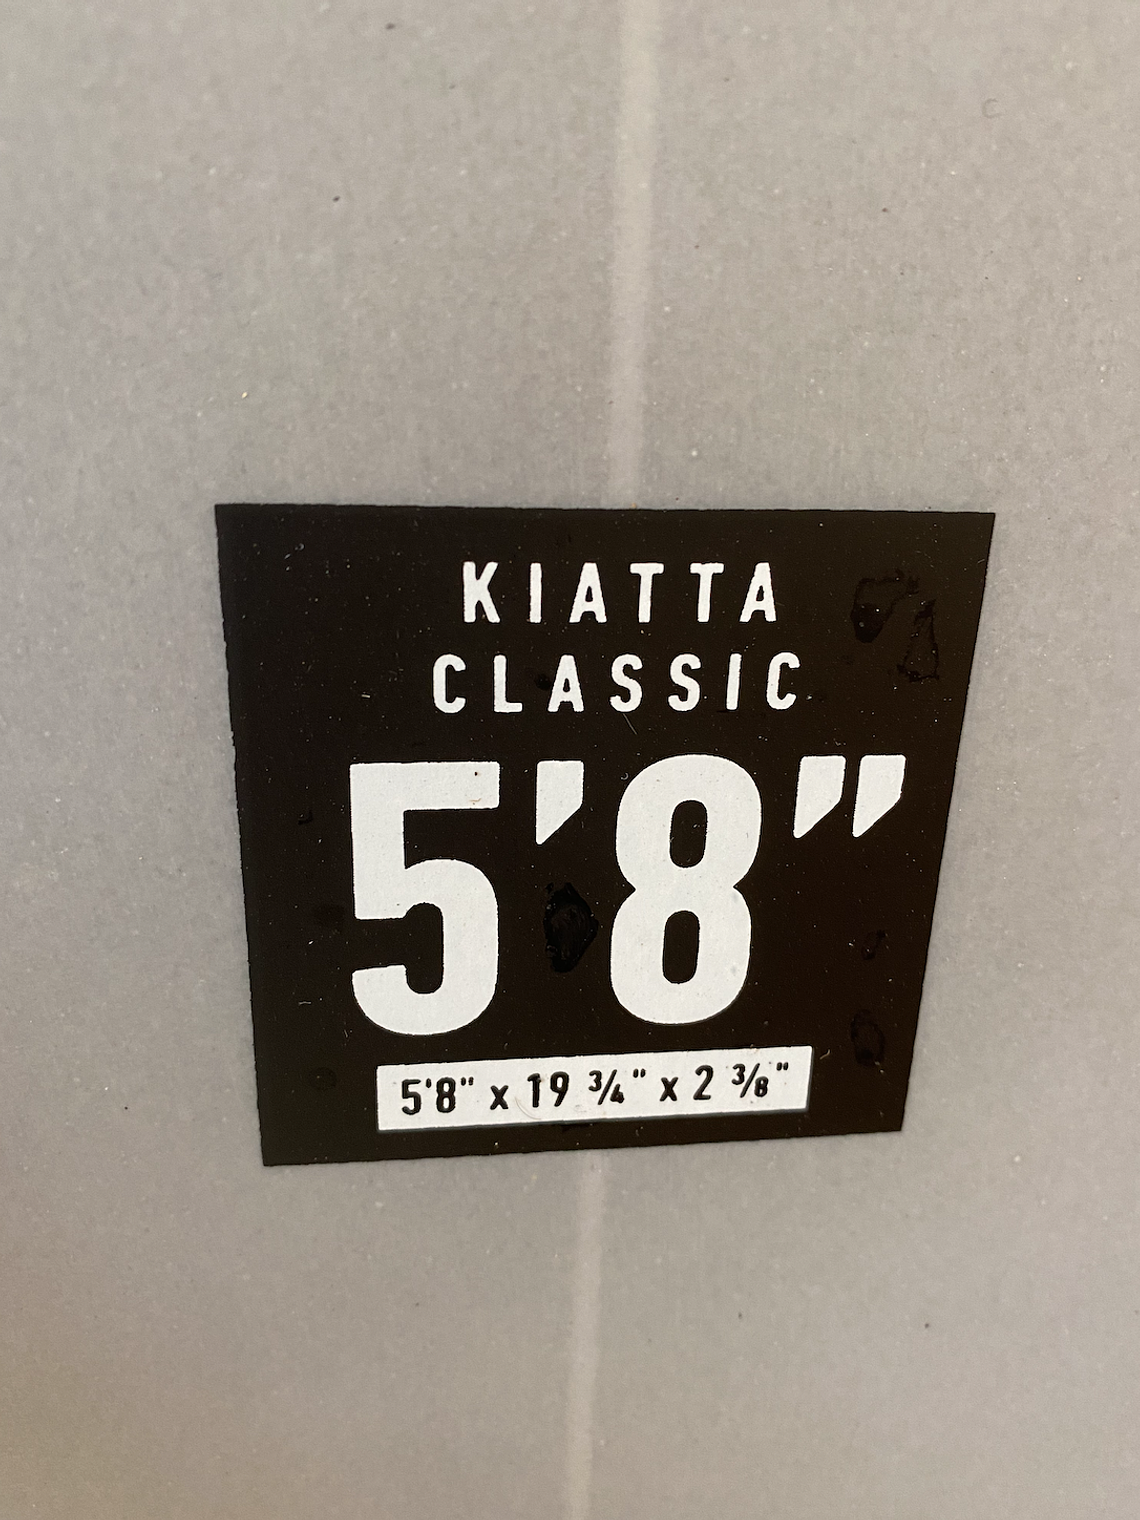 KIATTA
CLASSIC
5'8"
5'8" x 19 ¾" x 2 ⅜"